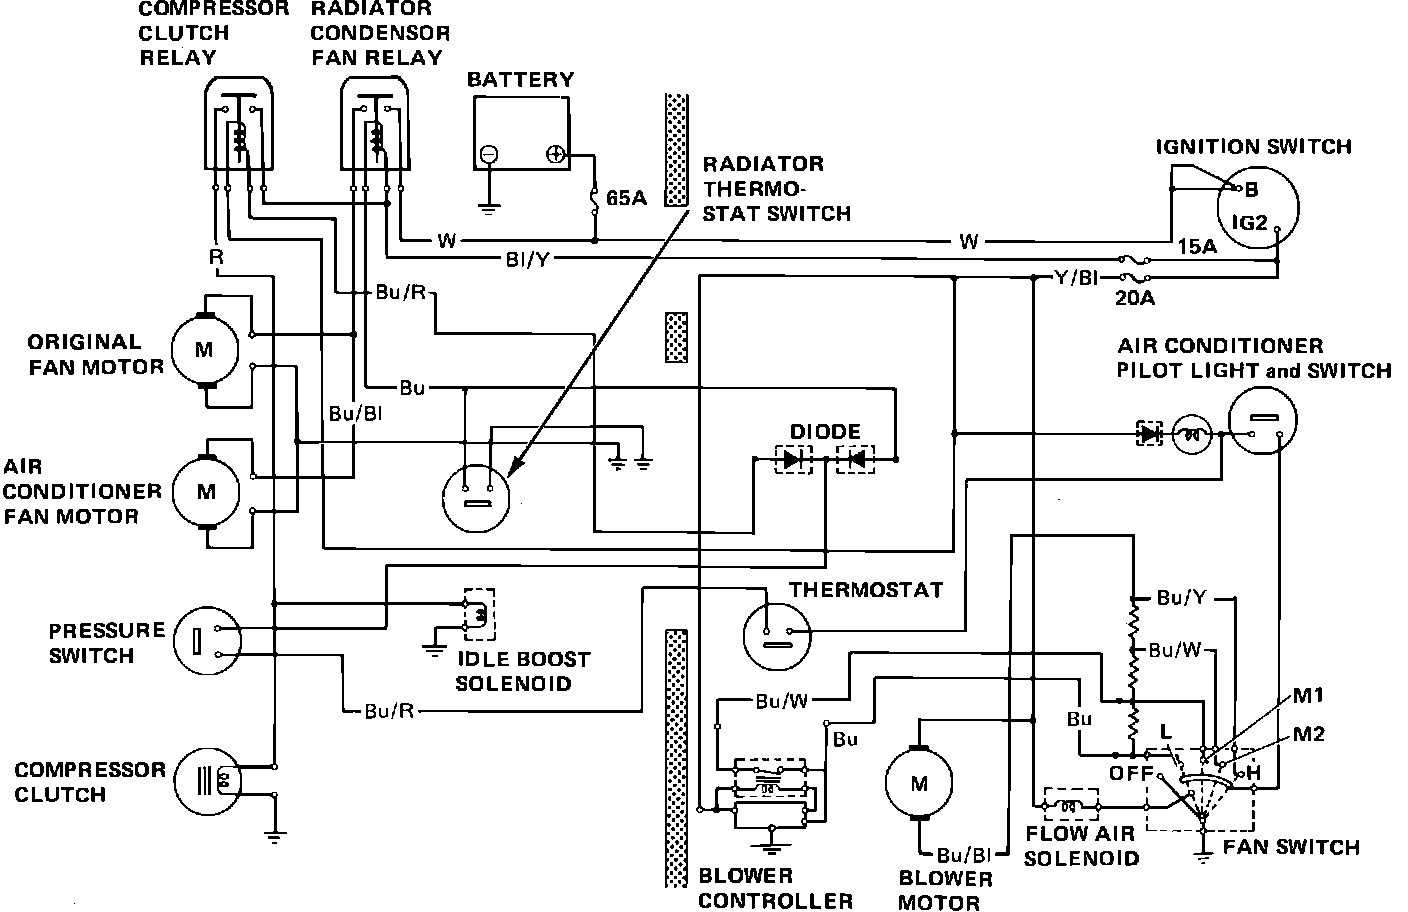 COMPRESSOR
CLUTCH
RELAY
RADIATOR
CONDENSOR
FAN RELAY
BATTERY
65A
RADIATOR
THERMO-
STAT SWITCH
IGNITION SWITCH
B
IG2
W
W
15A
Bl/Y
R
Y/Bl
20A
Bu/R
ORIGINAL
FAN MOTOR
M
AIR CONDITIONER
PILOT LIGHT and SWITCH
Bu
Bu/Bl
DIODE
AIR
CONDITIONER
FAN MOTOR
M
THERMOSTAT
Bu/Y
PRESSURE
SWITCH
IDLE BOOST
SOLENOID
Bu/W
Bu/R
Bu/W
M1
Bu
Bu
L
M2
COMPRESSOR
CLUTCH
M
OFF
H
FLOW AIR
SOLENOID
FAN SWITCH
Bu/Bl
BLOWER
CONTROLLER
BLOWER
MOTOR